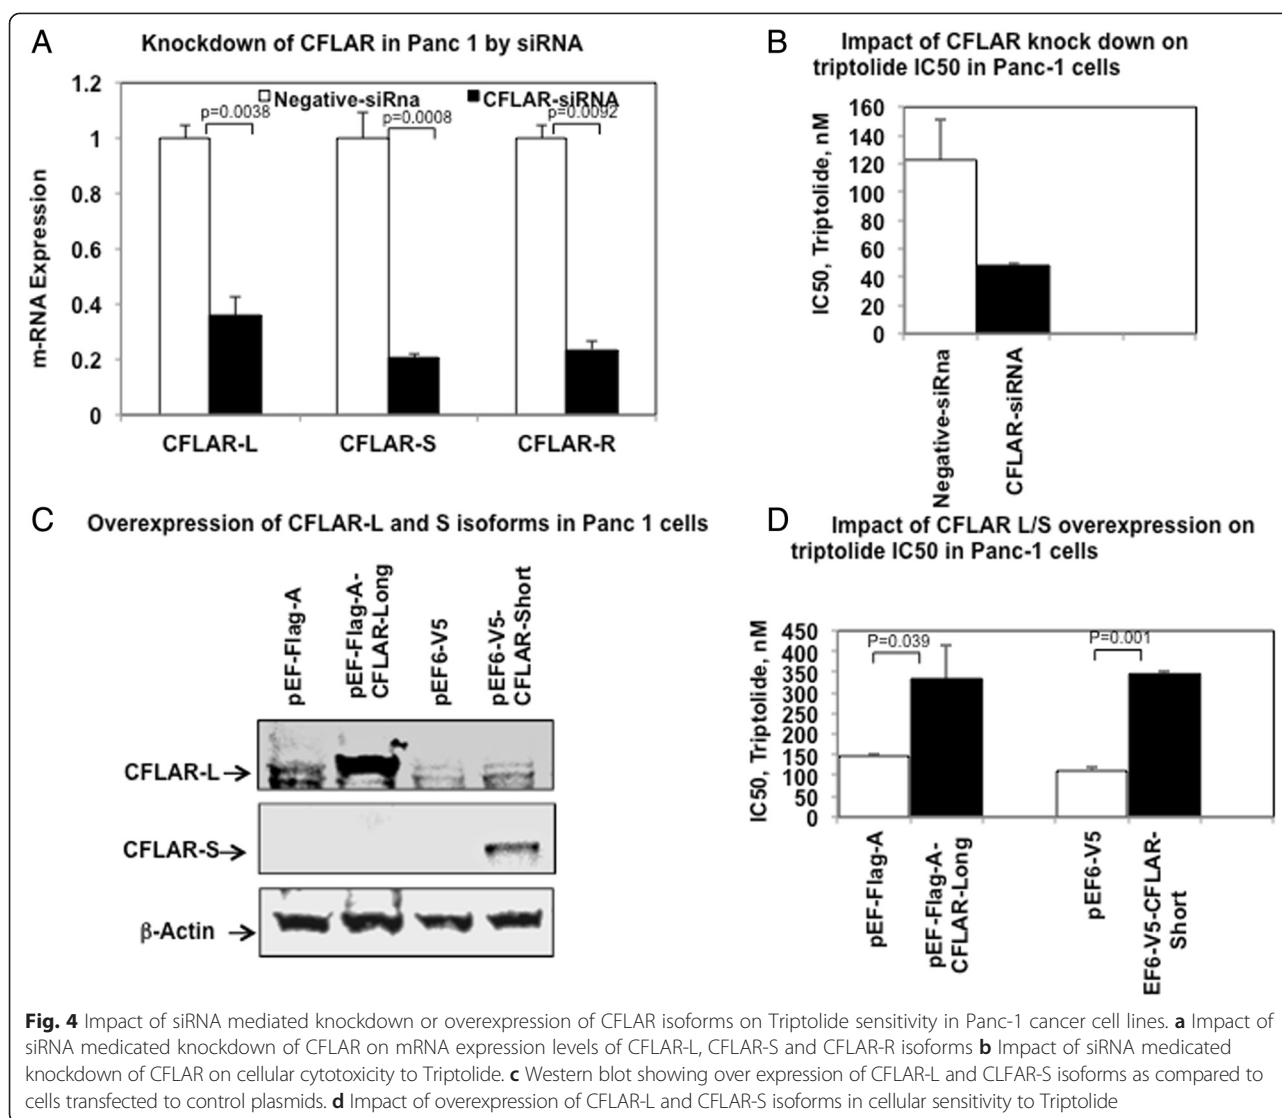 A
Knockdown of CFLAR in Panc 1 by siRNA
1.2
1
0.8
0.6
0.4
0.2
0
m-RNA Expression
Negative-siRna
CFLAR-siRNA
p=0.0038
p=0.0008
p=0.0092
CFLAR-L
CFLAR-S
CFLAR-R
B
Impact of CFLAR knock down on
triptolide IC50 in Panc-1 cells
IC50, Triptolide, nM
160
140
120
100
80
60
40
20
0
Negative-siRna
CFLAR-siRNA
C
Overexpression of CFLAR-L and S isoforms in Panc 1 cells
pEF-Flag-A
pEF-Flag-A-
CFLAR-Long
pEF6-V5
pEF6-V5-
CFLAR-Short
CFLAR-L
CFLAR-S
β-Actin
D
Impact of CFLAR L/S overexpression on
triptolide IC50 in Panc-1 cells
IC50, Triptolide, nM
450
400
350
300
250
200
150
100
50
0
P=0.039
P=0.001
pEF-Flag-A
pEF-Flag-A-
CFLAR-Long
pEF6-V5
EF6-V5-CFLAR-
Short
Fig. 4 Impact of siRNA mediated knockdown or overexpression of CFLAR isoforms on Triptolide sensitivity in Panc-1 cancer cell lines. a Impact of
siRNA medicated knockdown of CFLAR on mRNA expression levels of CFLAR-L, CFLAR-S and CFLAR-R isoforms b Impact of siRNA medicated
knockdown of CFLAR on cellular cytotoxicity to Triptolide. c Western blot showing over expression of CFLAR-L and CLFAR-S isoforms as compared to
cells transfected to control plasmids. d Impact of overexpression of CFLAR-L and CFLAR-S isoforms in cellular sensitivity to Triptolide